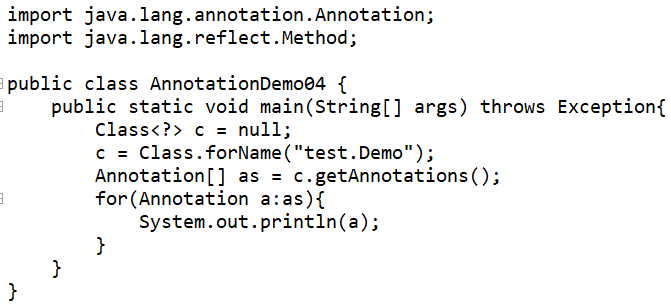 import java.lang.annotation.Annotation;
import java.lang.reflect.Method;

public class AnnotationDemo04 {
    public static void main(String[] args) throws Exception{
        Class<?> c = null;
        c = Class.forName("test.Demo");
        Annotation[] as = c.getAnnotations();
        for(Annotation a:as){
            System.out.println(a);
        }
    }
}